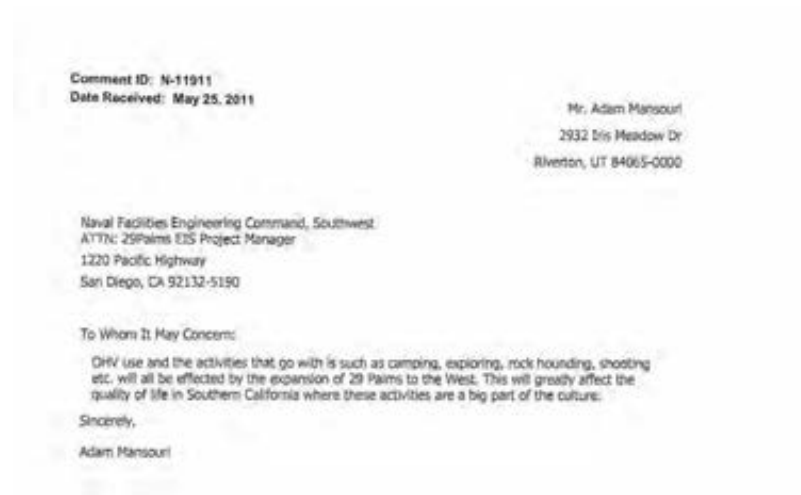 Comment ID: N-11911
Date Received: May 25, 2011
Mr. Adam Mansouri
2932 Iris Meadow Dr
Riverton, UT 84065-0000
Naval Facilities Engineering Command, Southwest
ATTN: 29Palms EIS Project Manager
1220 Pacific Highway
San Diego, CA 92132-5190
To Whom It May Concern:
OHV use and the activities that go with is such as camping, exploring, rock hounding, shooting
etc. will all be effected by the expansion of 29 Palms to the West. This will greatly affect the
quality of life in Southern California where these activities are a big part of the culture.
Sincerely,
Adam Mansouri